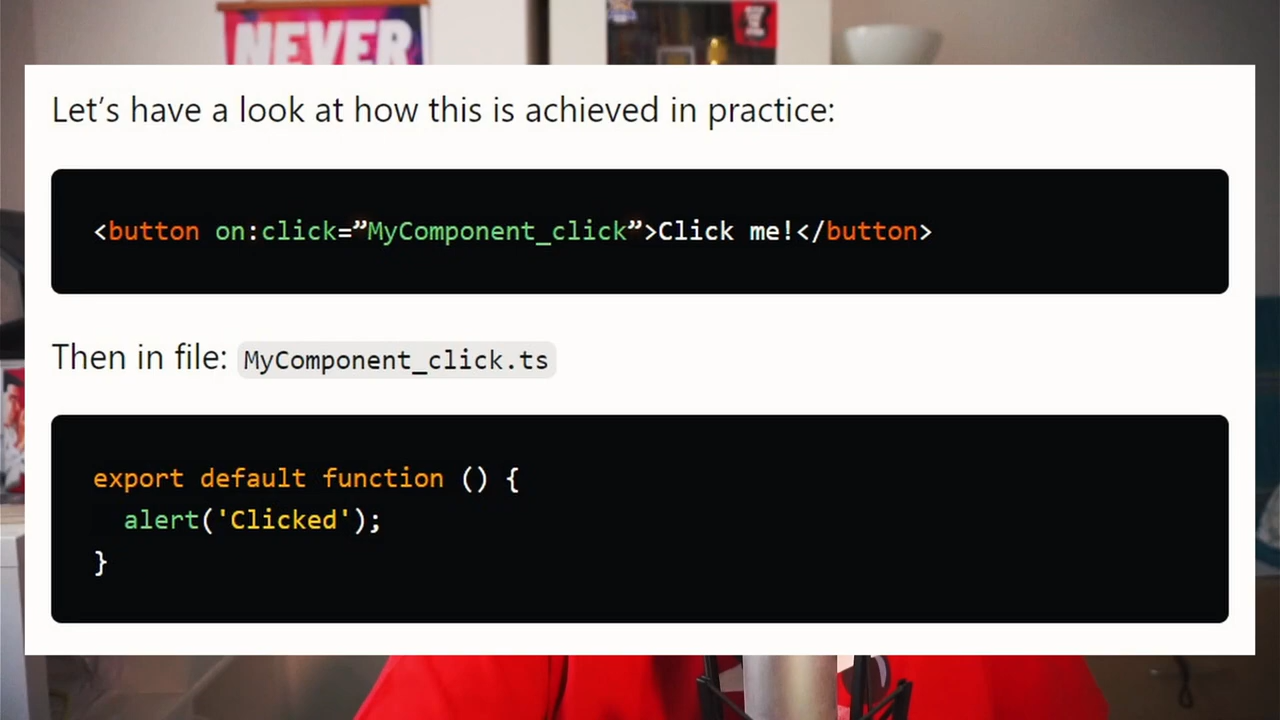 NEVER
Let’s have a look at how this is achieved in practice:
<button on:click=”MyComponent_click”>Click me!</button>
Then in file: MyComponent_click.ts
export default function () {
  alert('Clicked');
}